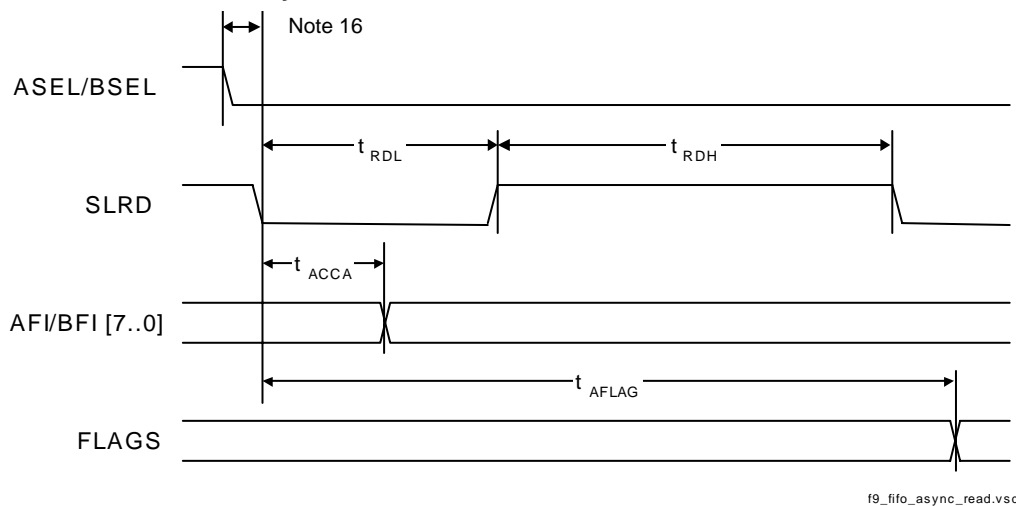 Note 16
ASEL/BSEL
t RDL
t RDH
SLRD
t ACCA
AFI/BFI [7..0]
t AFLAG
FLAGS
f9_fifo_async_read.vsd